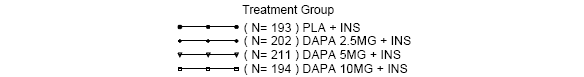 Treatment Group
( N= 193 ) PLA + INS
( N= 202 ) DAPA 2.5MG + INS
( N= 211 ) DAPA 5MG + INS
( N= 194 ) DAPA 10MG + INS